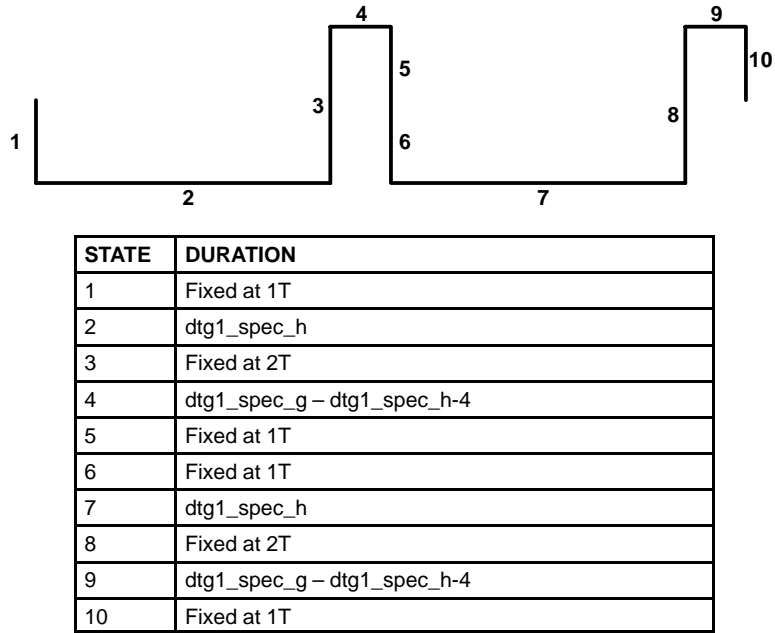 4
9
5
10
3
8
1
6
2
7
STATE DURATION
1 Fixed at 1T
2 dtg1_spec_h
3 Fixed at 2T
4 dtg1_spec_g – dtg1_spec_h-4
5 Fixed at 1T
6 Fixed at 1T
7 dtg1_spec_h
8 Fixed at 2T
9 dtg1_spec_g – dtg1_spec_h-4
10 Fixed at 1T